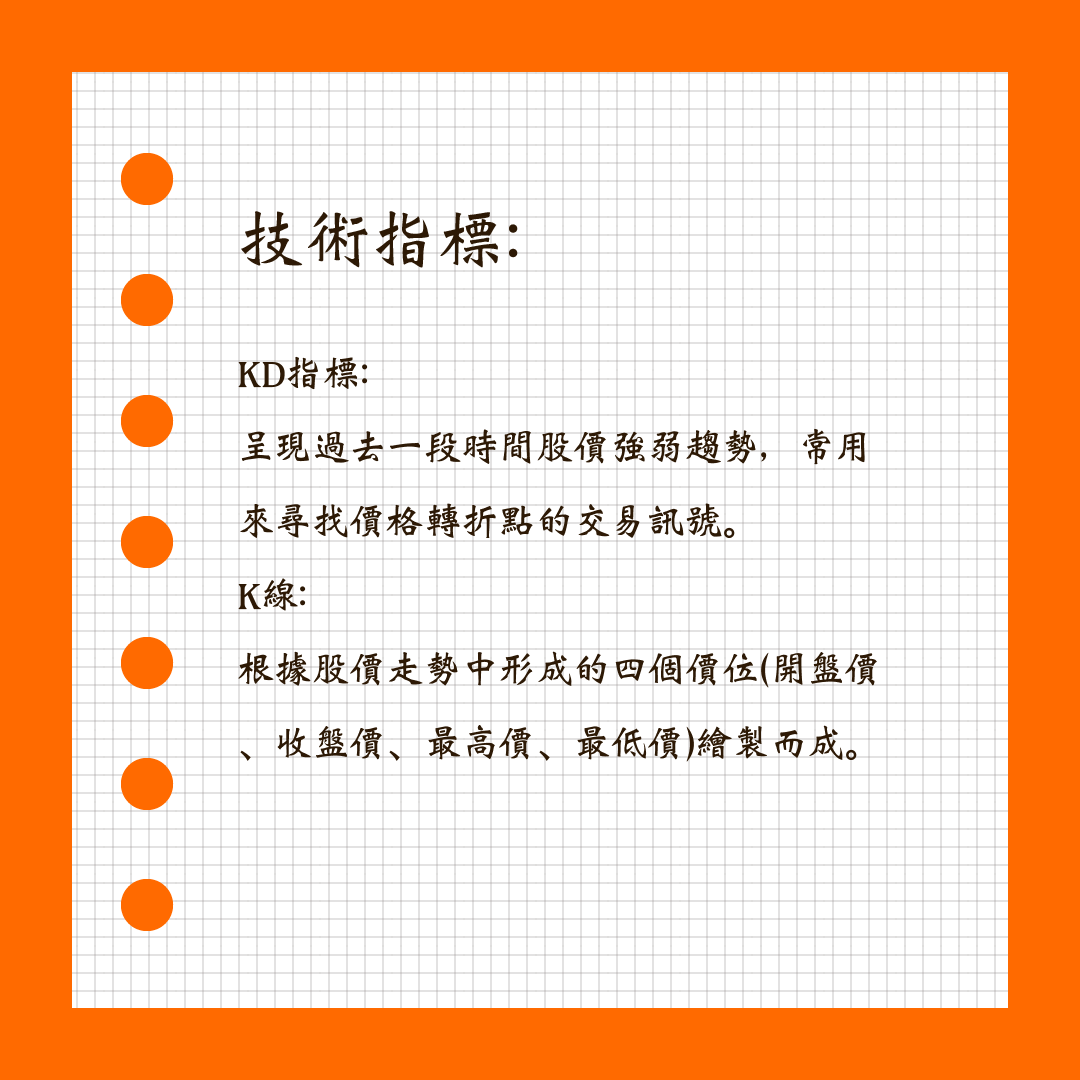 技術指標:
KD指標:
呈現過去一段時間股價強弱趨勢，常用
來尋找價格轉折點的交易訊號。
K線:
根據股價走勢中形成的四個價位(開盤價
、收盤價、最高價、最低價)繪製而成。